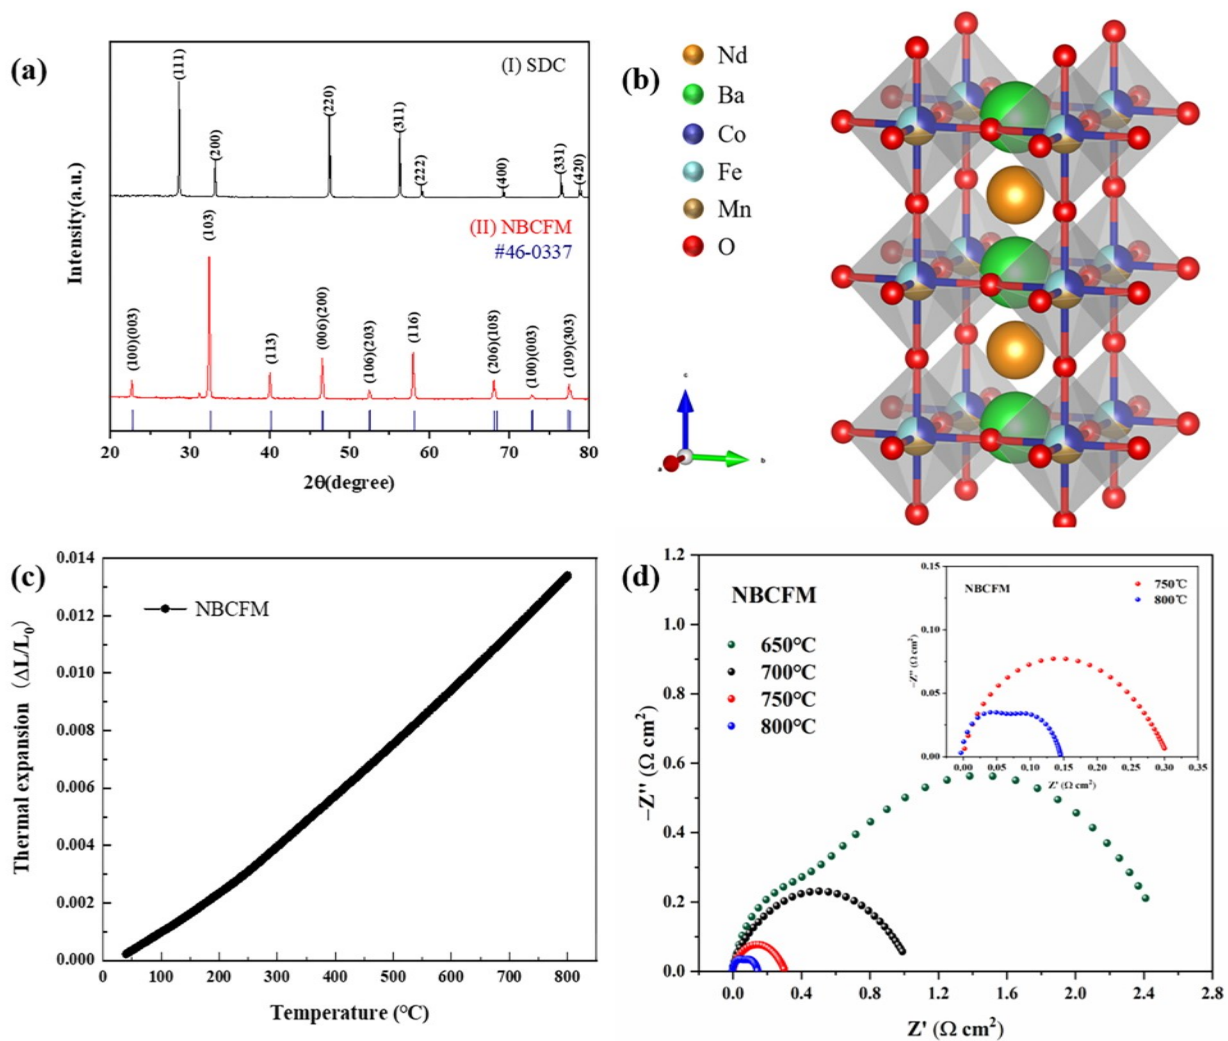 (a)
(I) SDC
(111)
(200)
(220)
(311)
(222)
(400)
(331)
(420)
(II) NBCFM
#46-0337
(100)(003)
(103)
(113)
(006)(200)
(106)(203)
(116)
(206)(108)
(100)(003)
(109)(303)
Intensity(a.u.)
20 30 40 50 60 70 80
2θ(degree)
(b)
Nd
Ba
Co
Fe
Mn
O
c
a
b
(c)
NBCFM
Thermal expansion (ΔL/L0)
0.014
0.012
0.010
0.008
0.006
0.004
0.002
0.000
0 100 200 300 400 500 600 700 800
Temperature (°C)
(d)
NBCFM
650°C
700°C
750°C
800°C
−Z'' (Ω cm²)
1.2
1.0
0.8
0.6
0.4
0.2
0.0
0.0 0.4 0.8 1.2 1.6 2.0 2.4 2.8
Z' (Ω cm²)
NBCFM
750℃
800℃
−Z'' (Ω cm²)
0.15
0.10
0.05
0.00
0.00 0.05 0.10 0.15 0.20 0.25 0.30 0.35
Z' (Ω cm²)